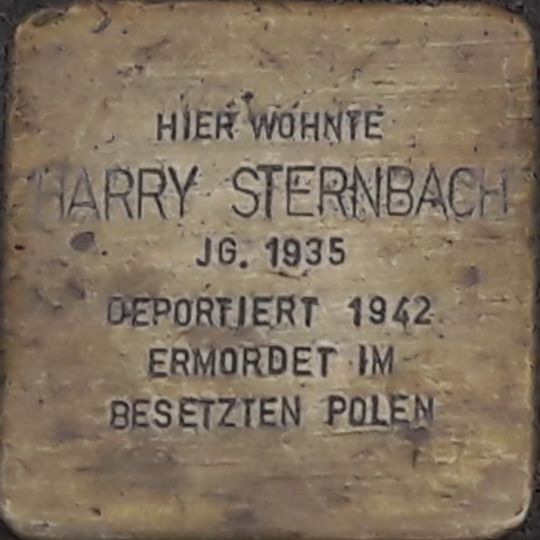 HIER WOHNTE
HARRY STERNBACH
JG. 1935
DEPORTIERT 1942
ERMORDET IM
BESETZTEN POLEN